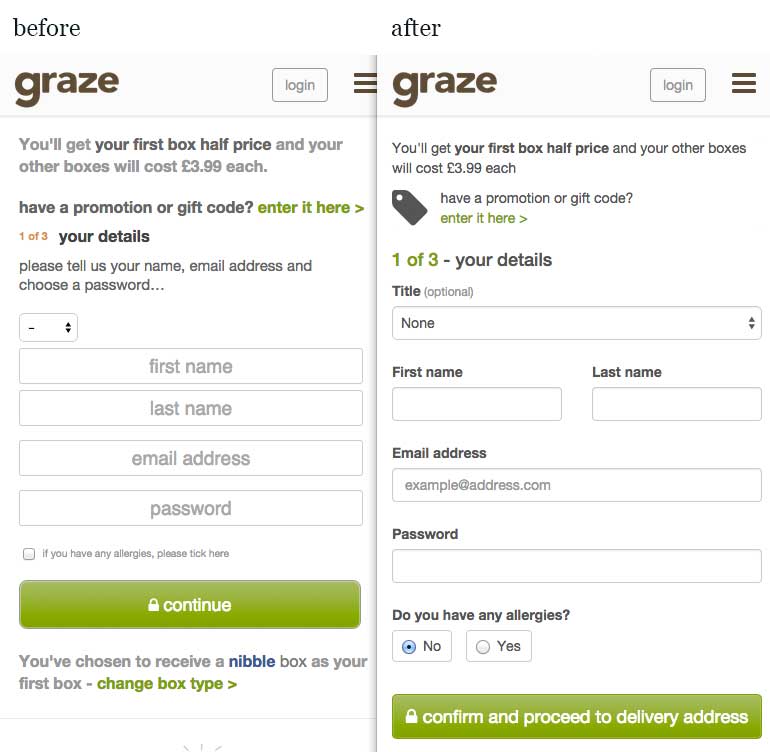 before
graze
login
You'll get your first box half price and your
other boxes will cost £3.99 each.
have a promotion or gift code? enter it here >
1 of 3 your details
please tell us your name, email address and
choose a password...
-
first name
last name
email address
password
if you have any allergies, please tick here
continue
You've chosen to receive a nibble box as your
first box - change box type >
after
graze
login
You'll get your first box half price and your other boxes
will cost £3.99 each
have a promotion or gift code?
enter it here >
1 of 3 - your details
Title (optional)
None
First name Last name
Email address
example@address.com
Password
Do you have any allergies?
No Yes
confirm and proceed to delivery address